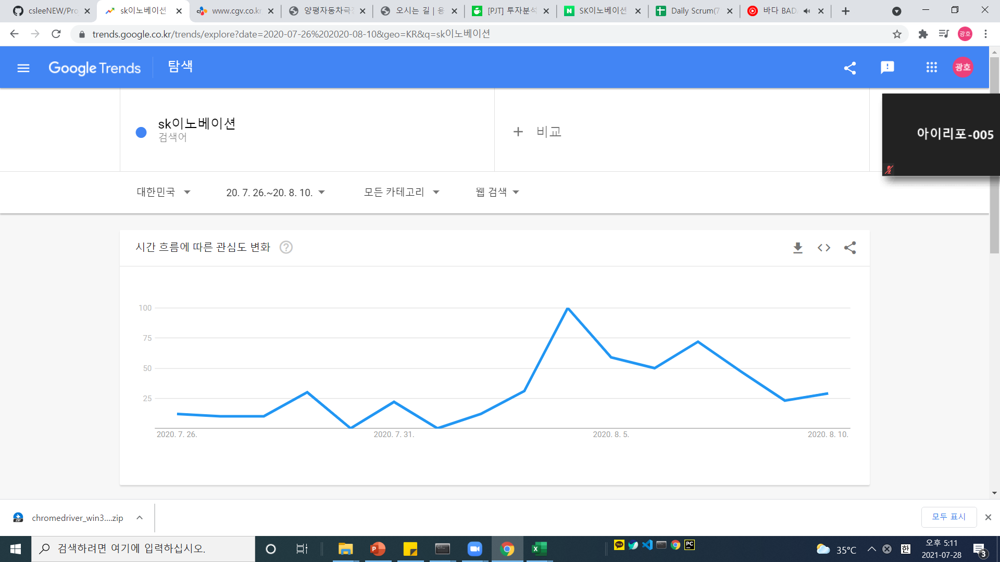 csleeNEW/Pro
sk이노베이션
www.cgv.co.kr
양평자동차극장
오시는 길 | 용
[PJT] 투자분석
SK이노베이션
Daily Scrum(7
바다 BADA
trends.google.co.kr/trends/explore?date=2020-07-26%202020-08-10&geo=KR&q=sk이노베이션
광호
Google Trends
탐색
광호
sk이노베이션
검색어
+ 비교
아이리포-005
대한민국
20. 7. 26.~20. 8. 10.
모든 카테고리
웹 검색
시간 흐름에 따른 관심도 변화
100
75
50
25
2020. 7. 26.
2020. 7. 31.
2020. 8. 5.
2020. 8. 10.
chromedriver_win3....zip
모두 표시
검색하려면 여기에 입력하십시오.
TALK
PC
35°C
한
오후 5:11
2021-07-28
3